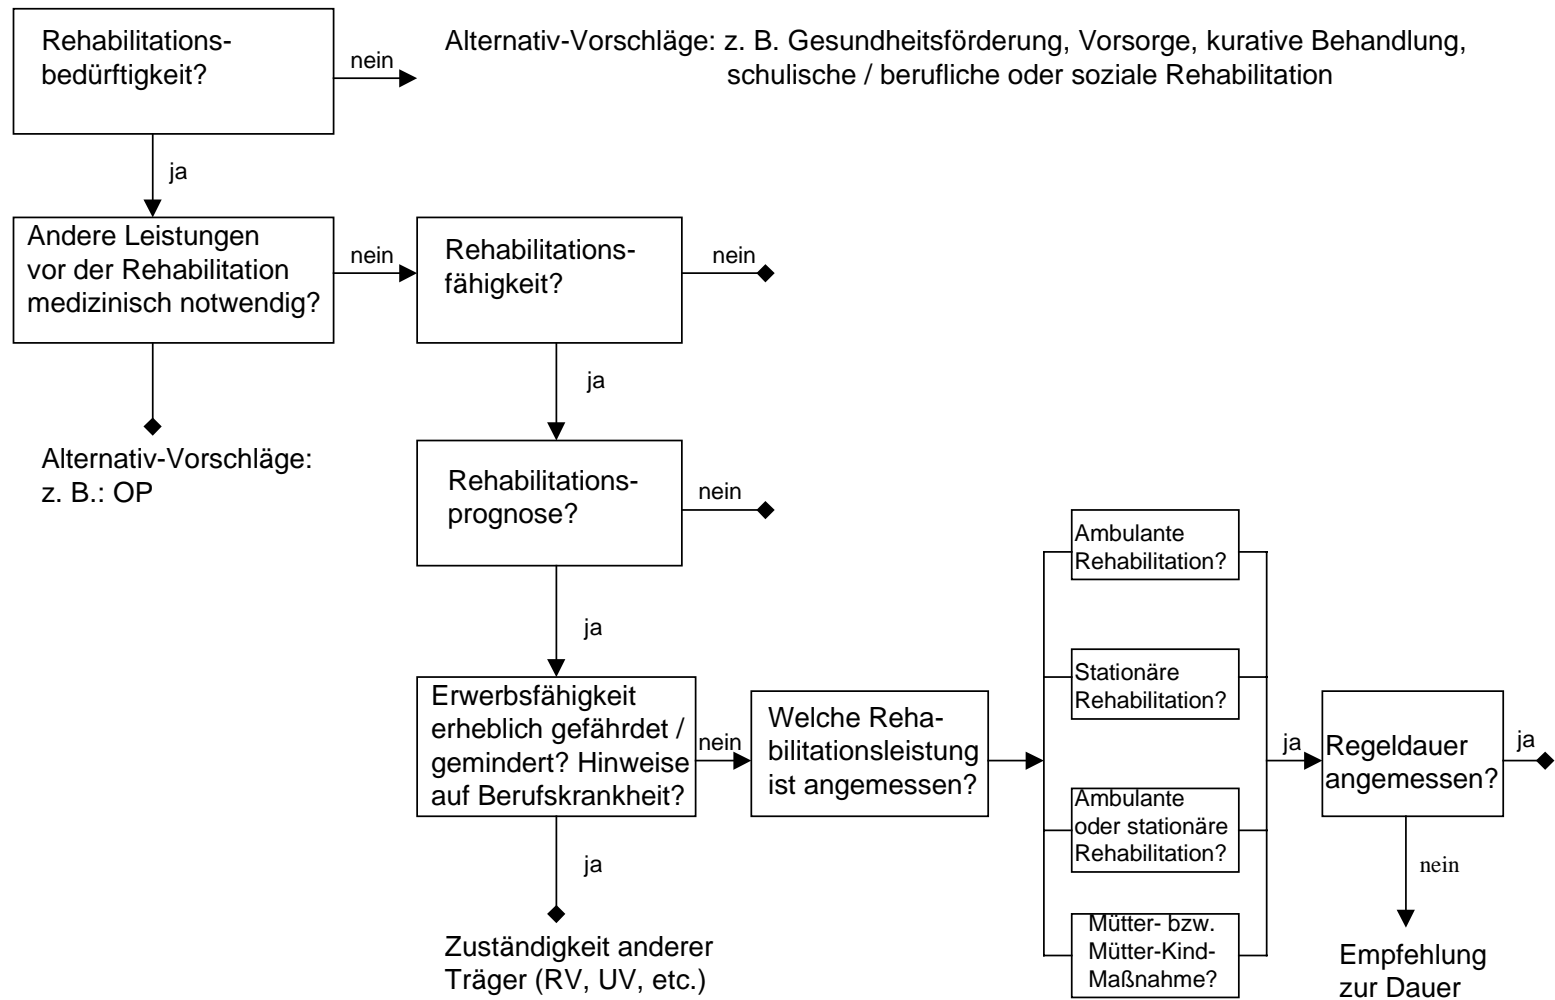 Rehabilitations-
bedürftigkeit?
nein
Alternativ-Vorschläge: z. B. Gesundheitsförderung, Vorsorge, kurative Behandlung,
schulische / berufliche oder soziale Rehabilitation
ja
Andere Leistungen
vor der Rehabilitation
medizinisch notwendig?
nein
Rehabilitations-
fähigkeit?
nein
ja
Alternativ-Vorschläge:
z. B.: OP
Rehabilitations-
prognose?
nein
ja
Erwerbsfähigkeit
erheblich gefährdet /
gemindert? Hinweise
auf Berufskrankheit?
nein
ja
Zuständigkeit anderer
Träger (RV, UV, etc.)
Welche Reha-
bilitationsleistung
ist angemessen?
Ambulante
Rehabilitation?
Stationäre
Rehabilitation?
Ambulante
oder stationäre
Rehabilitation?
Mütter- bzw.
Mütter-Kind-
Maßnahme?
ja
Regeldauer
angemessen?
ja
nein
Empfehlung
zur Dauer